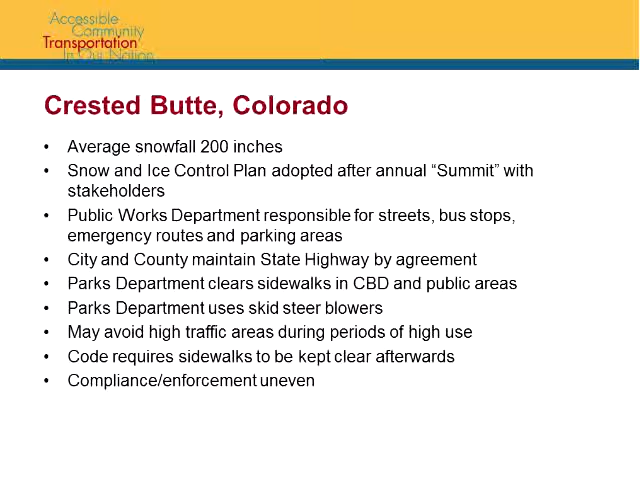 Accessible
Community
Transportation
In Our Nation
Crested Butte, Colorado
• Average snowfall 200 inches
• Snow and Ice Control Plan adopted after annual “Summit” with
stakeholders
• Public Works Department responsible for streets, bus stops,
emergency routes and parking areas
• City and County maintain State Highway by agreement
• Parks Department clears sidewalks in CBD and public areas
• Parks Department uses skid steer blowers
• May avoid high traffic areas during periods of high use
• Code requires sidewalks to be kept clear afterwards
• Compliance/enforcement uneven